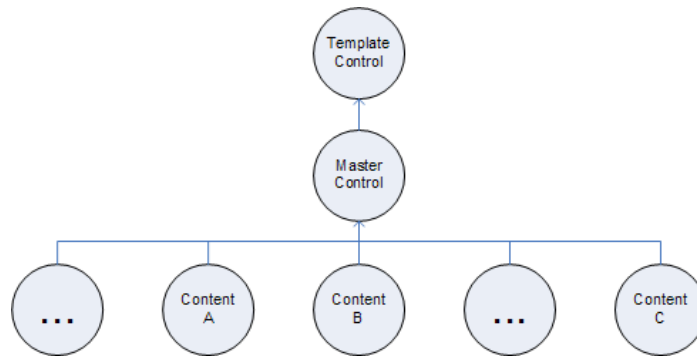 Template
Control
Master
Control
...
Content
A
Content
B
...
Content
C